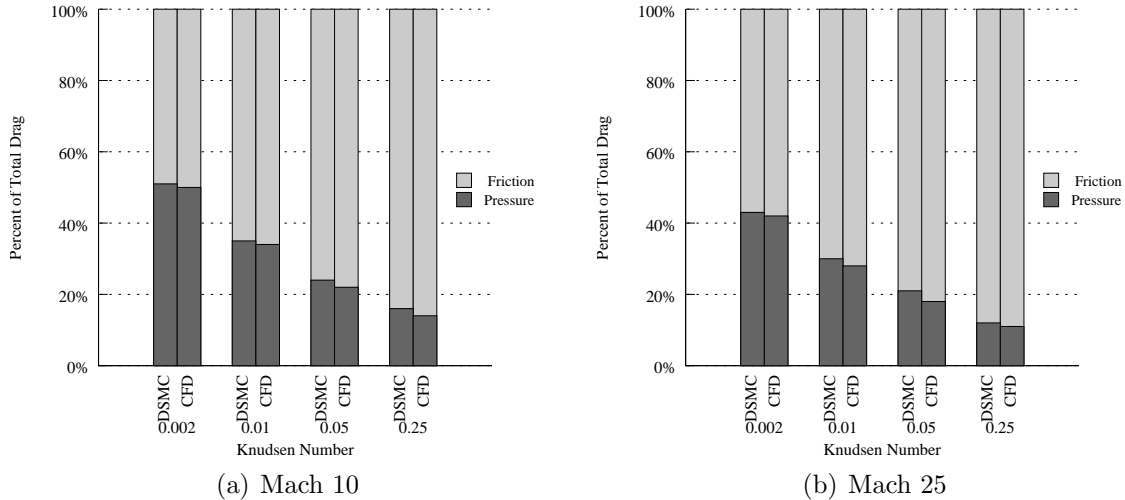 100%
80%
60%
40%
20%
0%
Percent of Total Drag
Friction
Pressure
DSMC
CFD
DSMC
CFD
DSMC
CFD
DSMC
CFD
0.002
0.01
0.05
0.25
Knudsen Number
(a) Mach 10
100%
80%
60%
40%
20%
0%
Percent of Total Drag
Friction
Pressure
DSMC
CFD
DSMC
CFD
DSMC
CFD
DSMC
CFD
0.002
0.01
0.05
0.25
Knudsen Number
(b) Mach 25